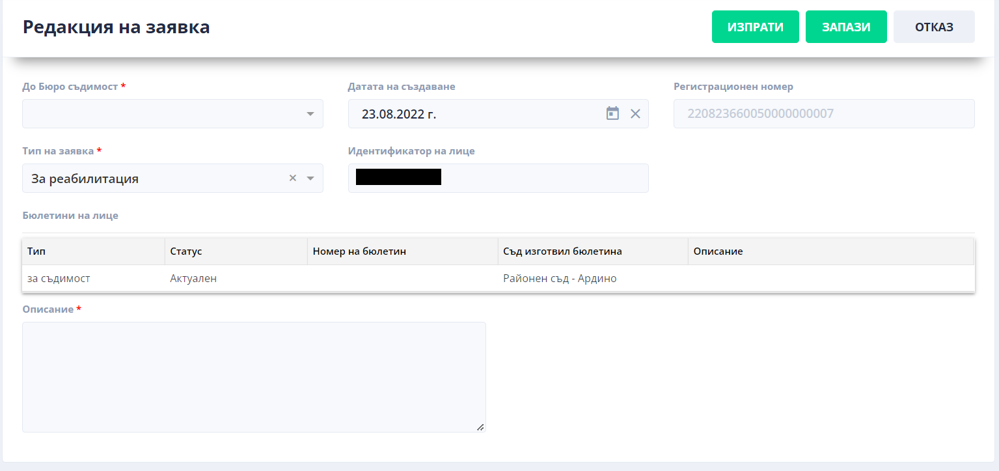 Редакция на заявка
ИЗПРАТИ ЗАПАЗИ ОТКАЗ
До Бюро съдимост * Датата на създаване Регистрационен номер
23.08.2022 г. 220823660050000000007
Тип на заявка * Идентификатор на лице
За реабилитация
Бюлетини на лице
Тип Статус Номер на бюлетин Съд изготвил бюлетина Описание
за съдимост Актуален Районен съд - Ардино
Описание *